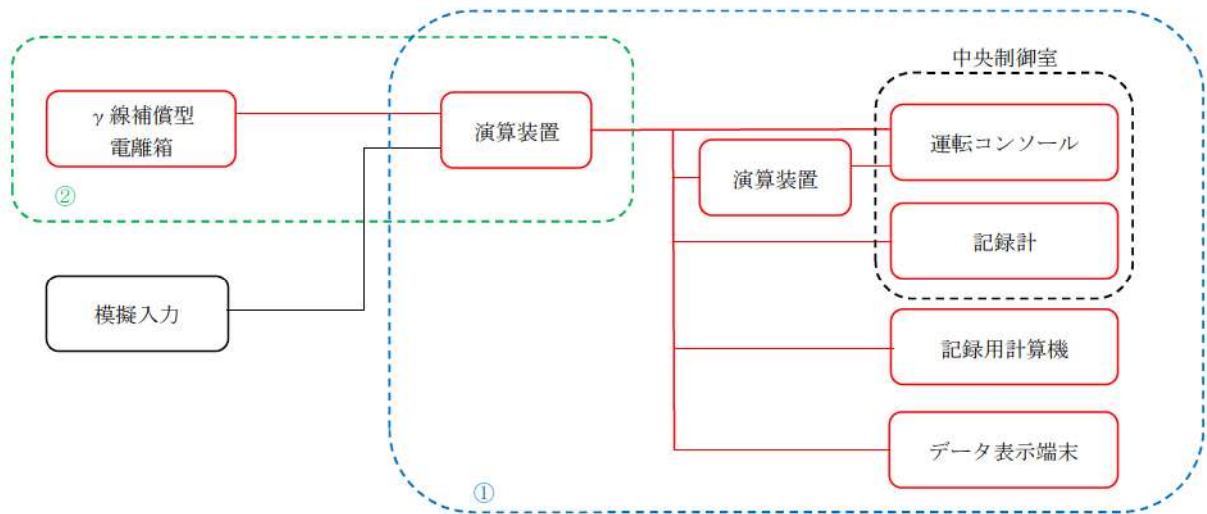 中央制御室
γ線補償型
電離箱
演算装置
運転コンソール
演算装置
②
記録計
模擬入力
記録用計算機
データ表示端末
①